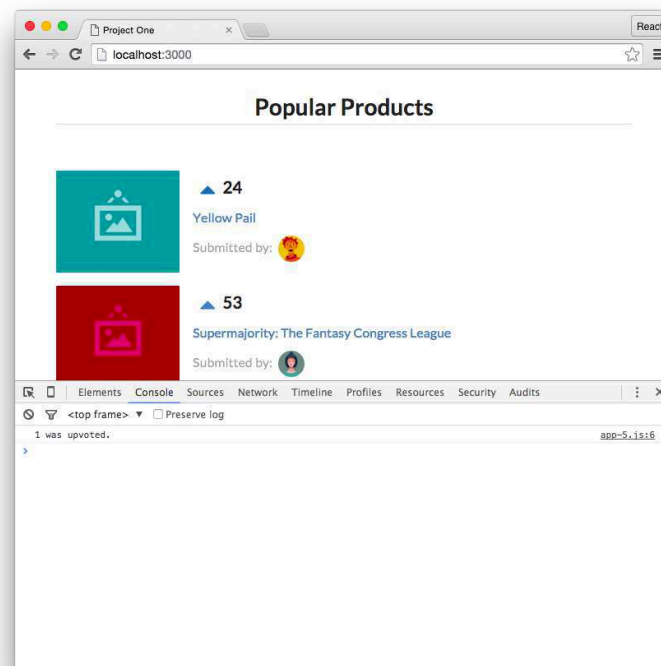 Project One
React
localhost:3000
Popular Products
24
Yellow Pail
Submitted by:
53
Supermajority: The Fantasy Congress League
Submitted by:
Elements Console Sources Network Timeline Profiles Resources Security Audits
<top frame> Preserve log
1 was upvoted. app-5.js:6